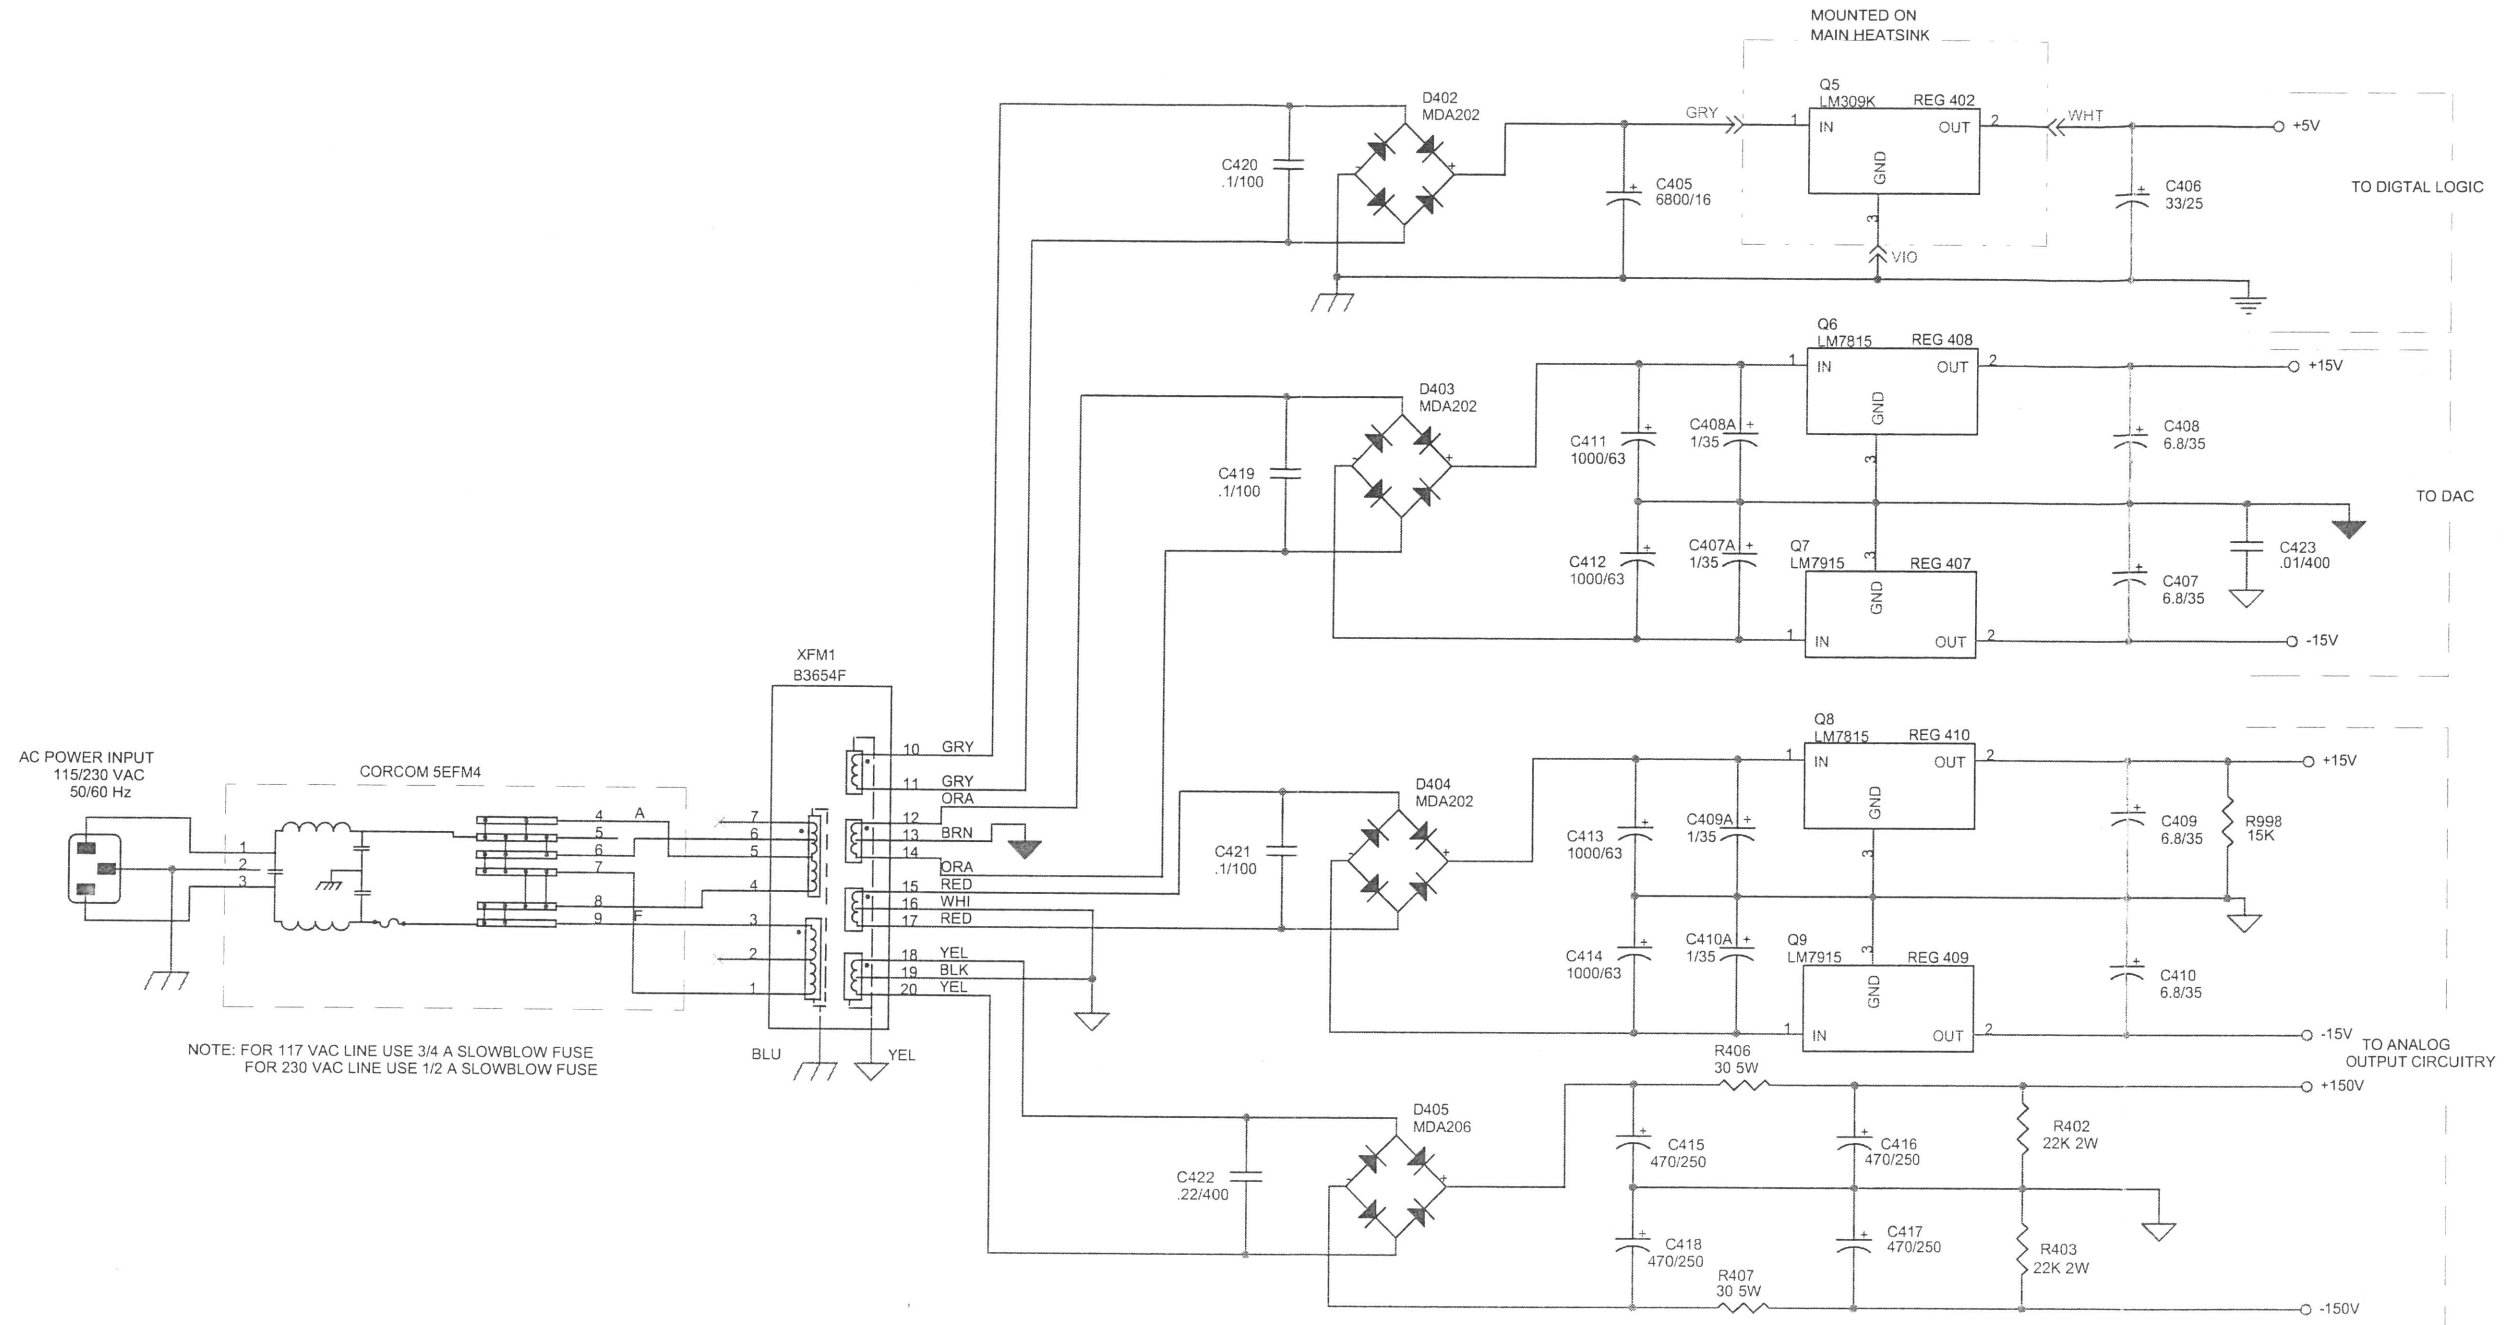 MOUNTED ON
MAIN HEATSINK
D402
MDA202
GRY
Q5
LM309K
REG 402
1
IN
OUT
2
GND
3
WHT
VIO
+5V
C420
.1/100
-
+
+
C405
6800/16
+
C406
33/25
TO DIGTAL LOGIC
D403
MDA202
Q6
LM7815
REG 408
1
IN
OUT
2
GND
3
+15V
C419
.1/100
-
+
C411
1000/63
+
C408A
1/35
+
+
C408
6.8/35
TO DAC
C412
1000/63
+
C407A
1/35
+
Q7
LM7915
REG 407
3
GND
1
IN
OUT
2
+
C407
6.8/35
C423
.01/400
-15V
XFM1
B3654F
AC POWER INPUT
115/230 VAC
50/60 Hz
CORCOM 5EFM4
1
2
3
4
A
5
6
7
8
9
F
7
6
5
4
3
2
1
10
GRY
11
GRY
ORA
12
13
BRN
14
ORA
15
RED
16
WHI
17
RED
18
YEL
19
BLK
20
YEL
BLU
YEL
NOTE: FOR 117 VAC LINE USE 3/4 A SLOWBLOW FUSE
FOR 230 VAC LINE USE 1/2 A SLOWBLOW FUSE
D404
MDA202
Q8
LM7815
REG 410
1
IN
OUT
2
GND
3
+15V
C421
.1/100
-
+
C413
1000/63
+
C409A
1/35
+
+
C409
6.8/35
R998
15K
C414
1000/63
+
C410A
1/35
+
Q9
LM7915
REG 409
3
GND
1
IN
OUT
2
+
C410
6.8/35
-15V
TO ANALOG
OUTPUT CIRCUITRY
R406
30 5W
+150V
D405
MDA206
C422
.22/400
-
+
+
C415
470/250
+
C416
470/250
R402
22K 2W
+
C418
470/250
+
C417
470/250
R403
22K 2W
R407
30 5W
-150V